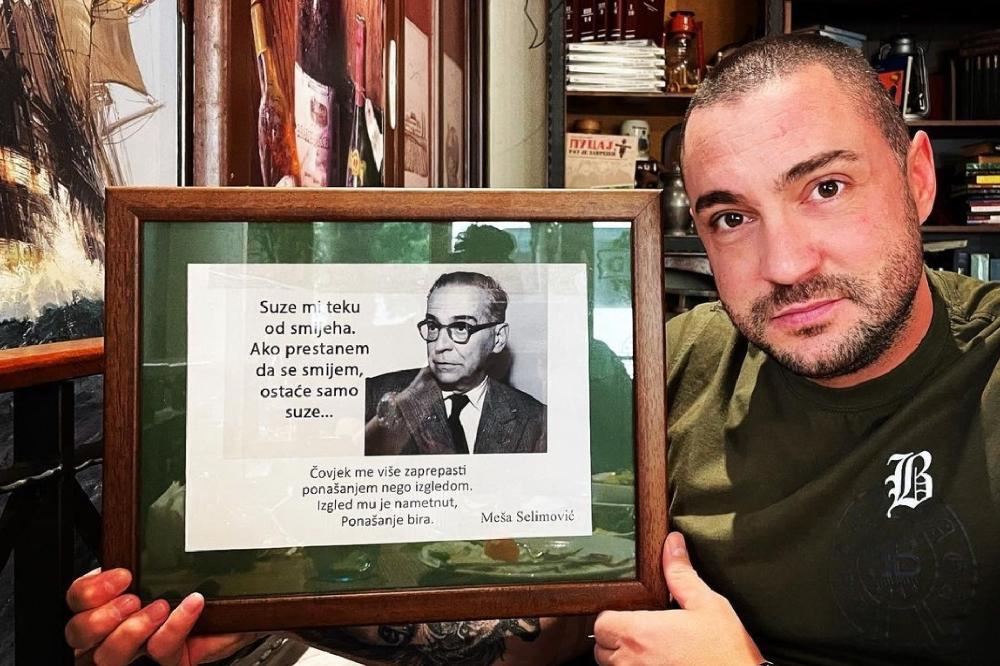 ПУЦАЈ
Suze mi teku
od smijeha.
Ako prestanem
da se smijem,
ostaće samo
suze...
Čovjek me više zaprepasti
ponašanjem nego izgledom.
Izgled mu je nametnut,
Ponašanje bira.
Meša Selimović
B